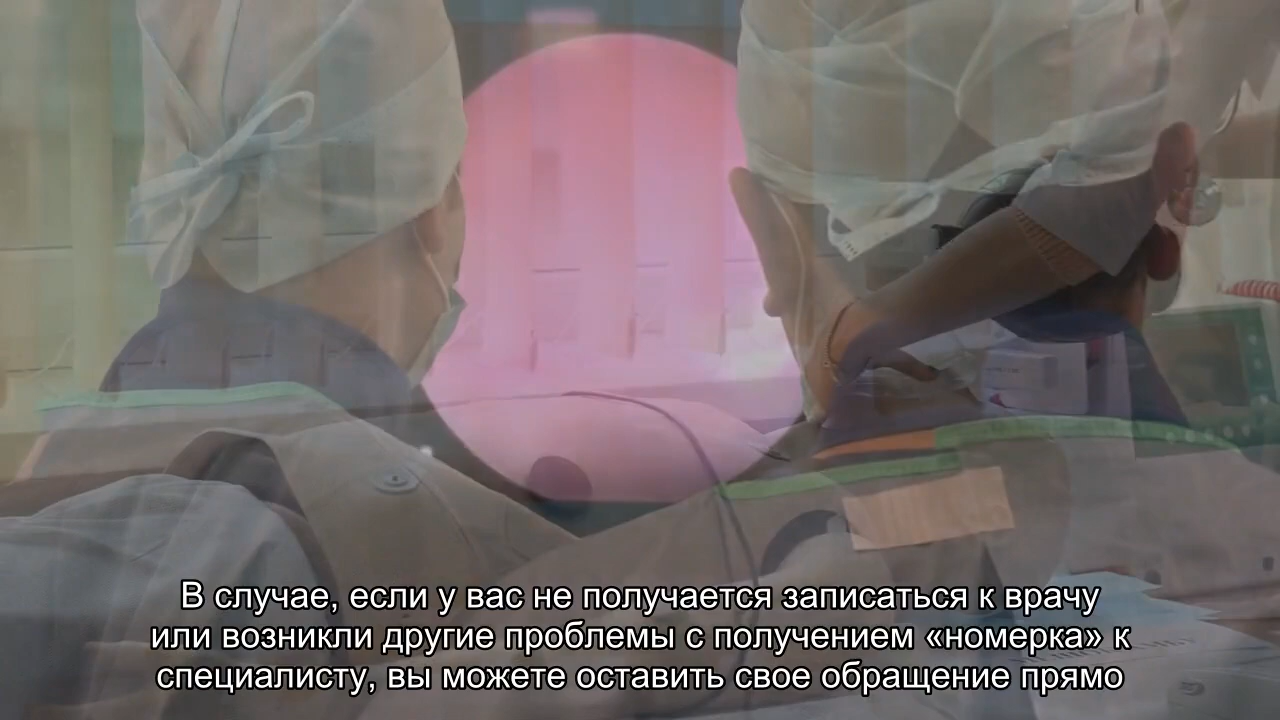 В случае, если у вас не получается записаться к врачу
или возникли другие проблемы с получением «номерка» к
специалисту, вы можете оставить свое обращение прямо